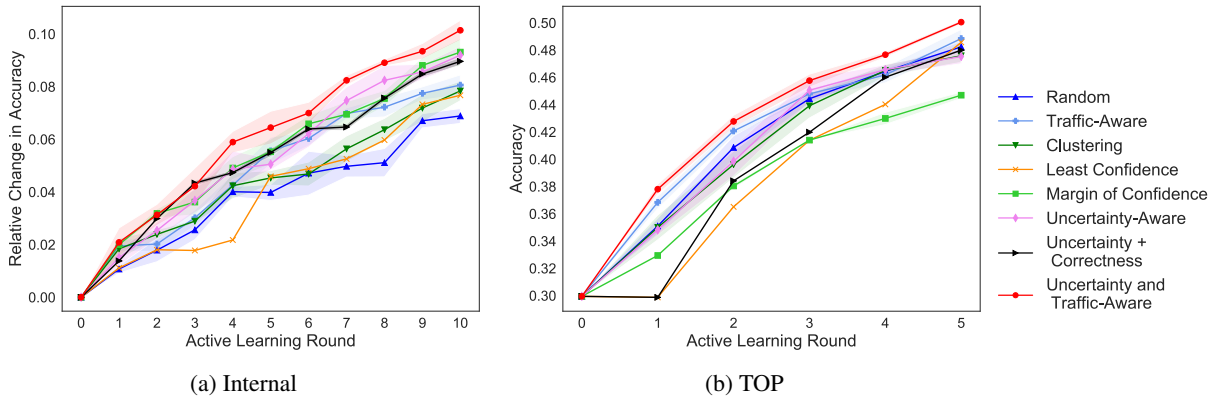 Relative Change in Accuracy
0.10
0.08
0.06
0.04
0.02
0.00
0 1 2 3 4 5 6 7 8 9 10
Active Learning Round
(a) Internal
Accuracy
0.50
0.48
0.46
0.44
0.42
0.40
0.38
0.36
0.34
0.32
0.30
0 1 2 3 4 5
Active Learning Round
(b) TOP
Random
Traffic-Aware
Clustering
Least Confidence
Margin of Confidence
Uncertainty-Aware
Uncertainty +
Correctness
Uncertainty and
Traffic-Aware